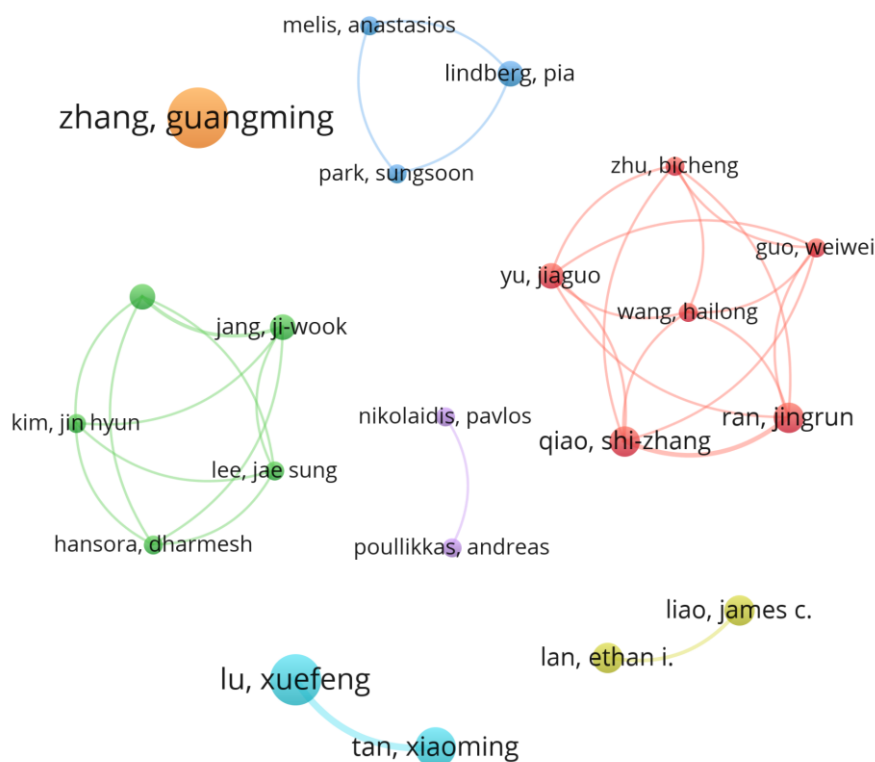 melis, anastasios
lindberg, pia
zhang, guangming
park, sungsoon
zhu, bicheng
guo, weiwei
yu, jiaguo
wang, hailong
jang, ji-wook
kim, jin hyun
nikolaidis, pavlos
ran, jingrun
qiao, shi-zhang
lee, jae sung
hansora, dharmesh
poullikkas, andreas
liao, james c.
lan, ethan i.
lu, xuefeng
tan, xiaoming